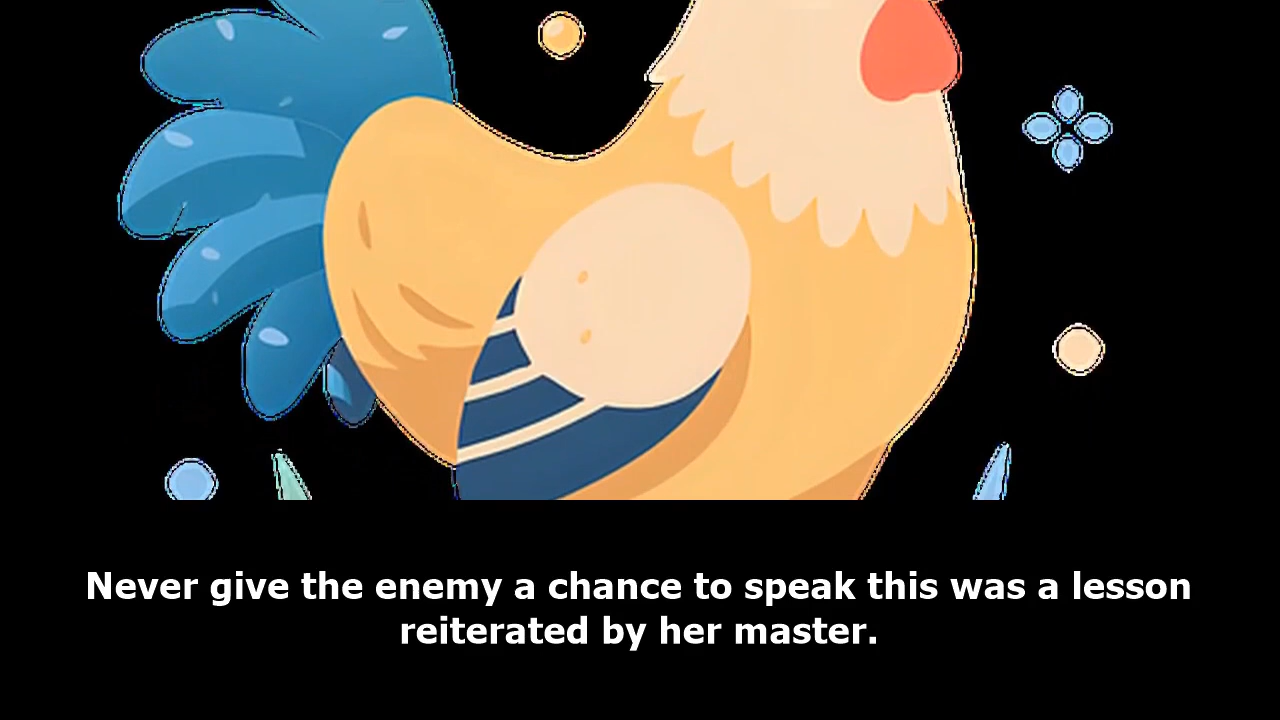 Never give the enemy a chance to speak this was a lesson
reiterated by her master.